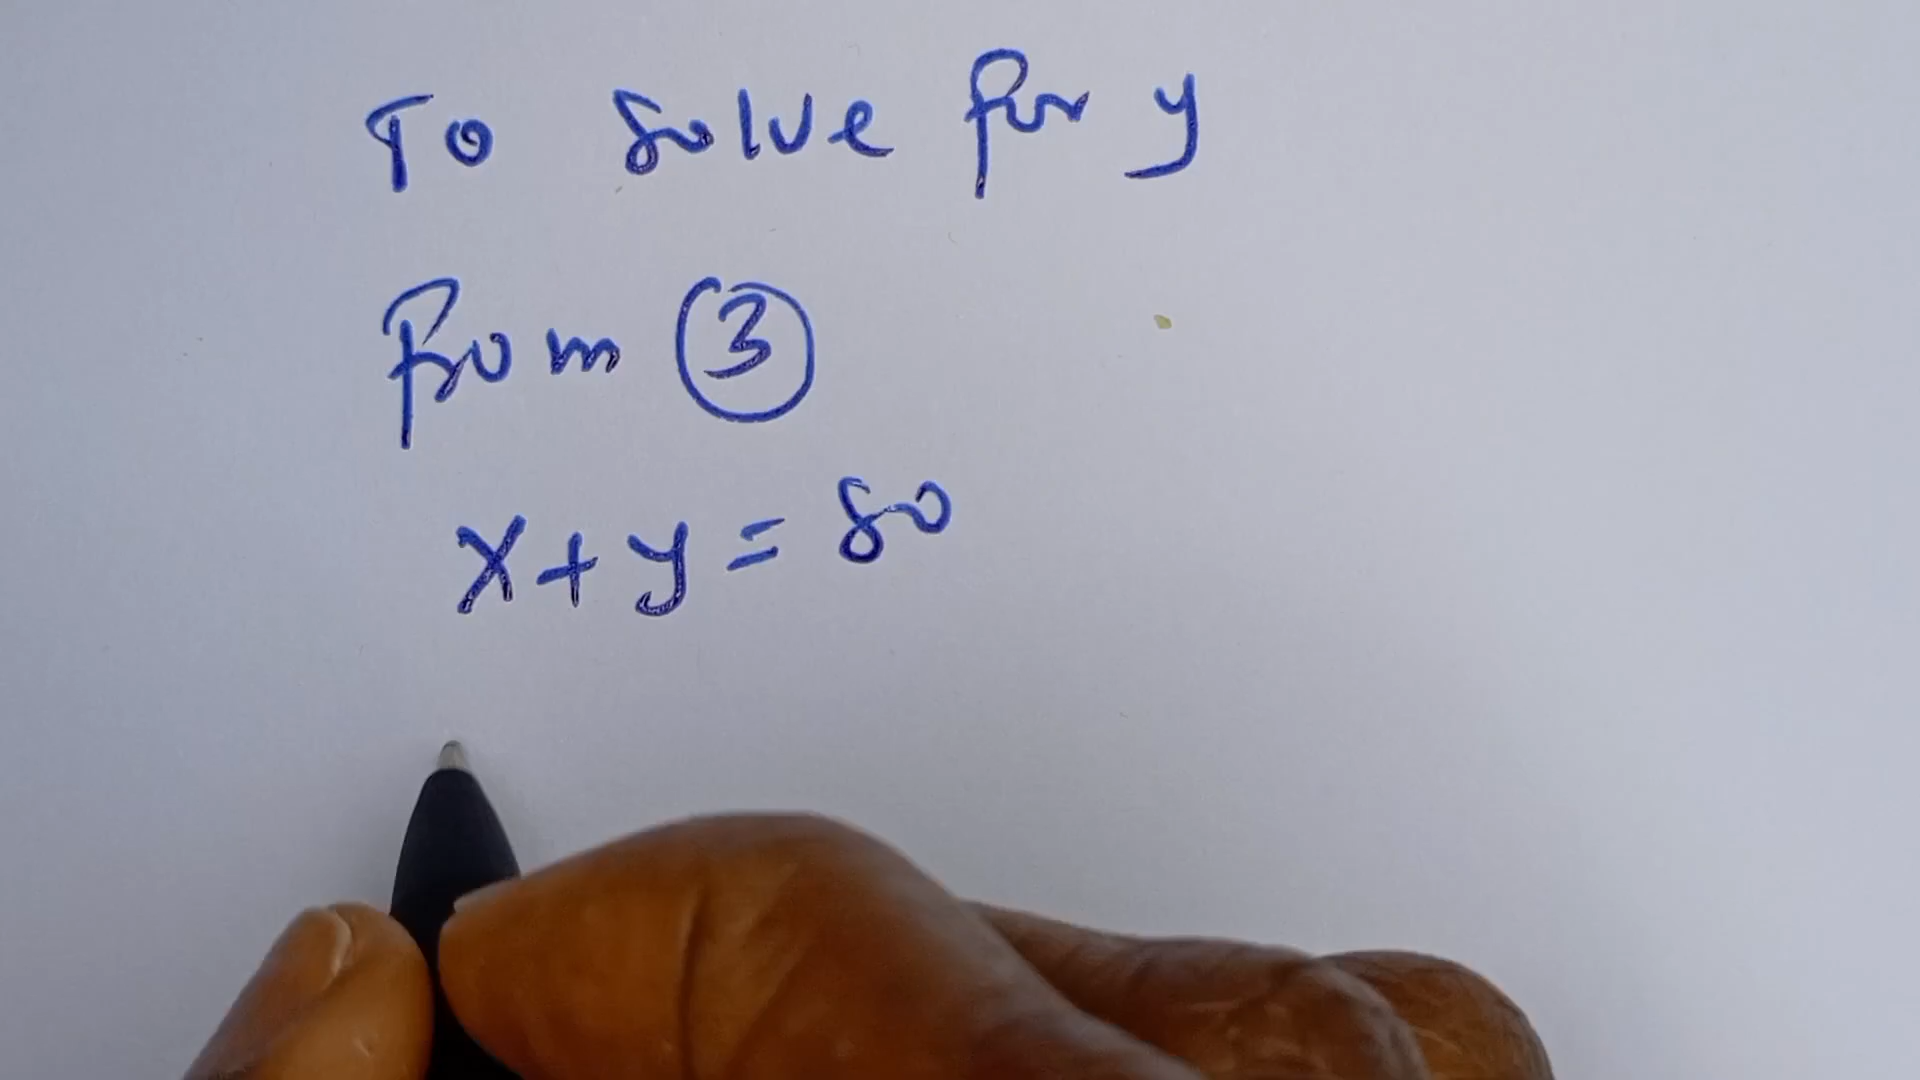 To solve for y
from ③
x + y = 80